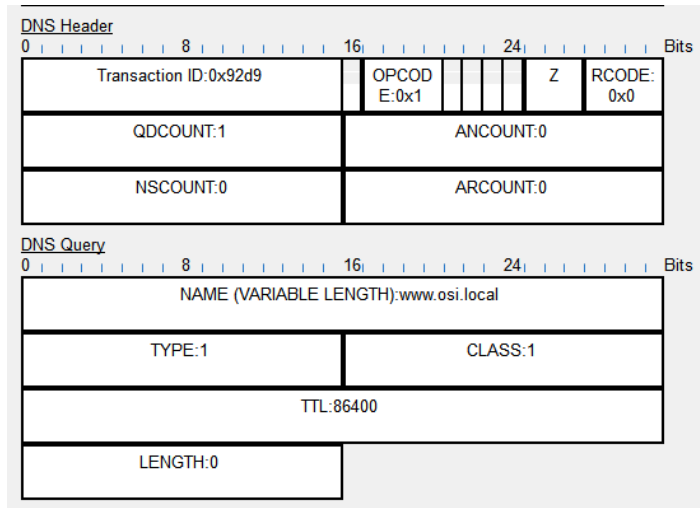 DNS Header
0 8 16 24 Bits
Transaction ID:0x92d9 OPCOD E:0x1 Z RCODE: 0x0
QDCOUNT:1 ANCOUNT:0
NSCOUNT:0 ARCOUNT:0
DNS Query
0 8 16 24 Bits
NAME (VARIABLE LENGTH):www.osi.local
TYPE:1 CLASS:1
TTL:86400
LENGTH:0